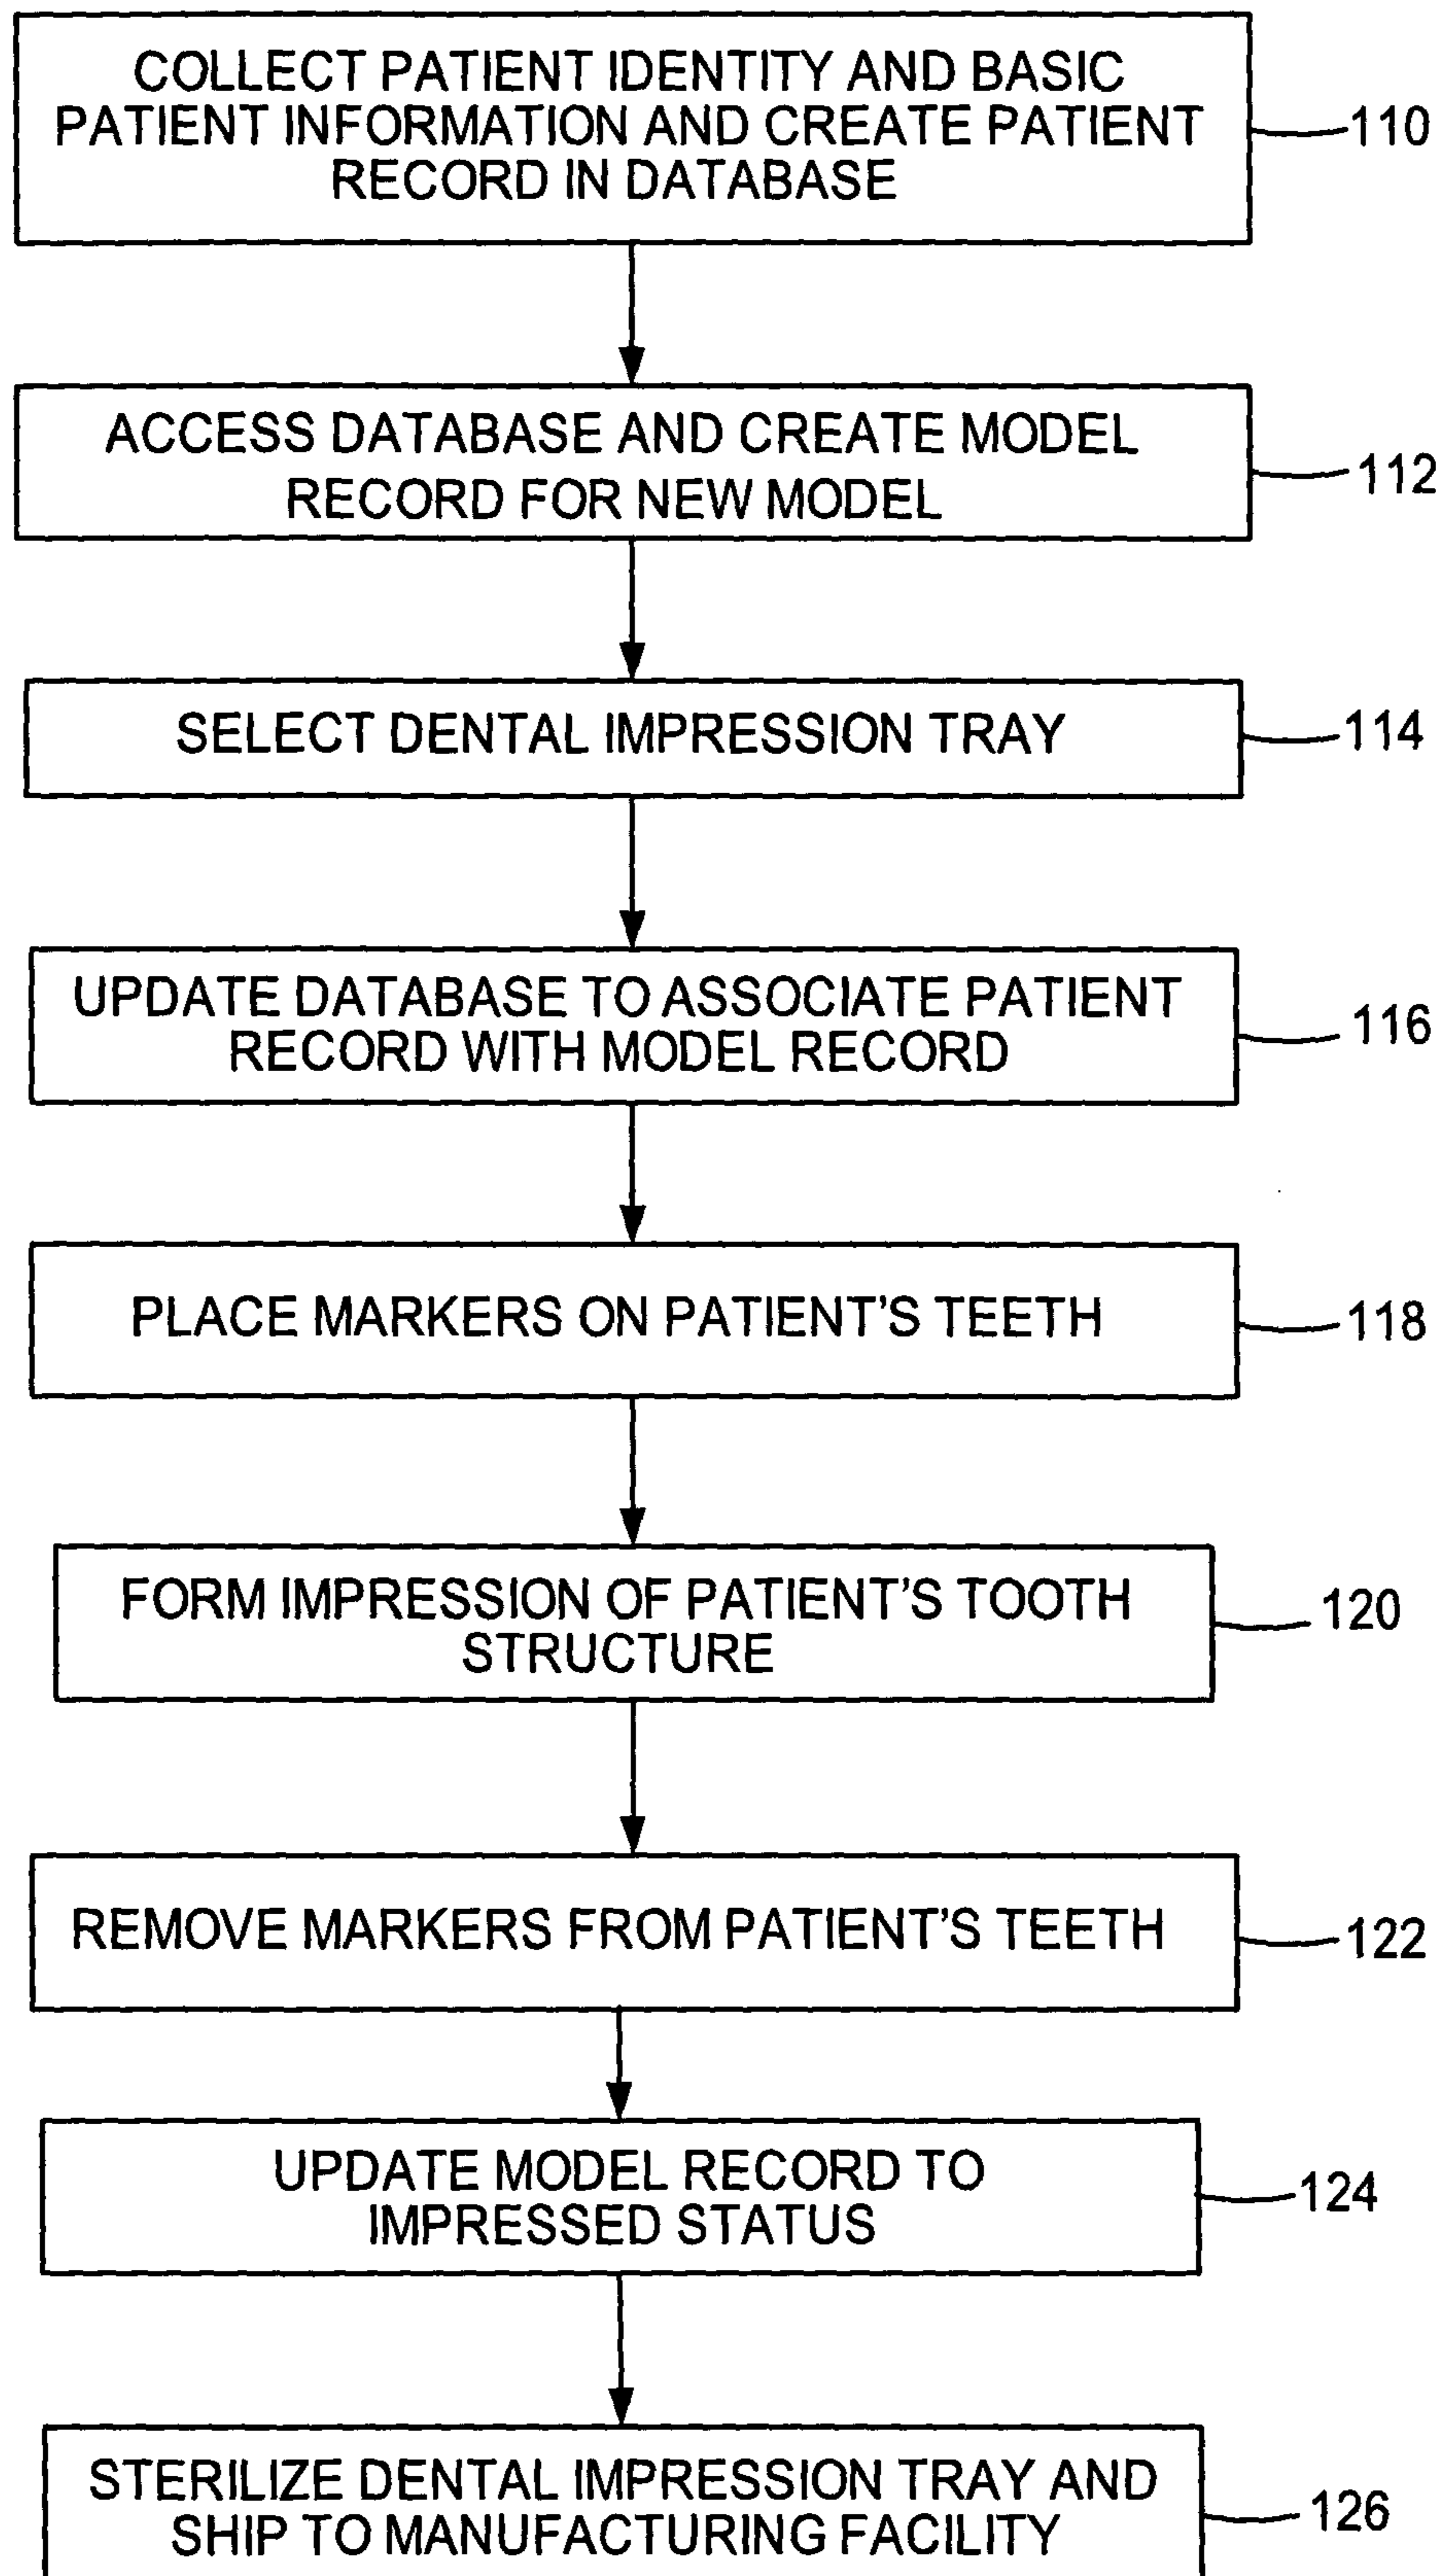 COLLECT PATIENT IDENTITY AND BASIC
PATIENT INFORMATION AND CREATE PATIENT
RECORD IN DATABASE
110
ACCESS DATABASE AND CREATE MODEL
RECORD FOR NEW MODEL
112
SELECT DENTAL IMPRESSION TRAY
114
UPDATE DATABASE TO ASSOCIATE PATIENT
RECORD WITH MODEL RECORD
116
PLACE MARKERS ON PATIENT'S TEETH
118
FORM IMPRESSION OF PATIENT'S TOOTH
STRUCTURE
120
REMOVE MARKERS FROM PATIENT'S TEETH
122
UPDATE MODEL RECORD TO
IMPRESSED STATUS
124
STERILIZE DENTAL IMPRESSION TRAY AND
SHIP TO MANUFACTURING FACILITY
126